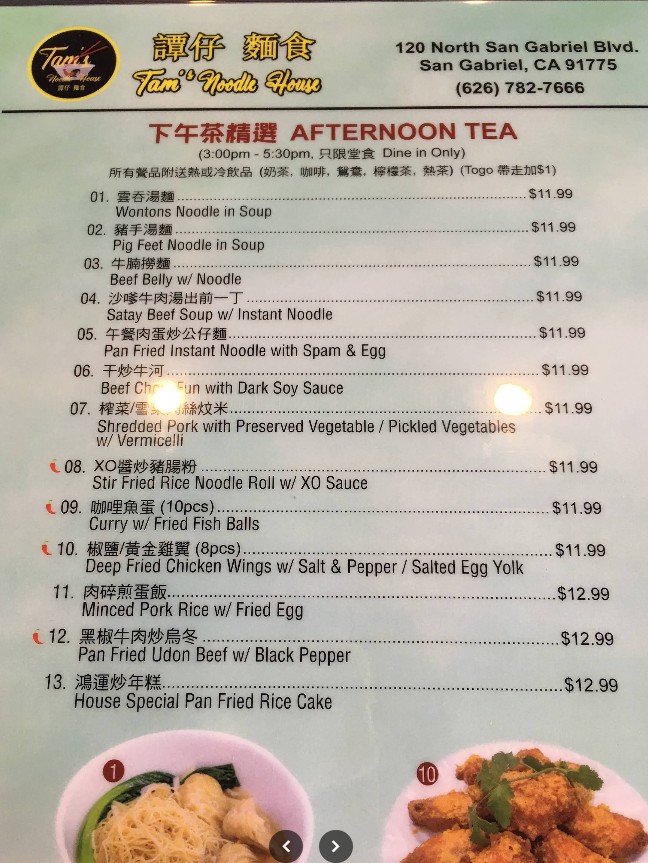 Tam's
Noodle House
譚仔 麵食
譚仔 麵食
Tam's Noodle House
120 North San Gabriel Blvd.
San Gabriel, CA 91775
(626) 782-7666
下午茶精選 AFTERNOON TEA
(3:00pm - 5:30pm, 只限堂食 Dine in Only)
所有餐品附送熱或冷飲品 (奶茶, 咖啡, 鴛鴦, 檸檬茶, 熱茶) (Togo 帶走加$1)
01. 雲吞湯麵 $11.99
Wontons Noodle in Soup
02. 豬手湯麵 $11.99
Pig Feet Noodle in Soup
03. 牛腩撈麵 $11.99
Beef Belly w/ Noodle
04. 沙嗲牛肉湯出前一丁 $11.99
Satay Beef Soup w/ Instant Noodle
05. 午餐肉蛋炒公仔麵 $11.99
Pan Fried Instant Noodle with Spam & Egg
06. 干炒牛河 $11.99
Beef Fun with Dark Soy Sauce
07. 榨菜/雪菜肉絲炆米 $11.99
Shredded Pork with Preserved Vegetable / Pickled Vegetables
w/ Vermicelli
08. XO醬炒豬腸粉 $11.99
Stir Fried Rice Noodle Roll w/ XO Sauce
09. 咖哩魚蛋 (10pcs) $11.99
Curry w/ Fried Fish Balls
10. 椒鹽/黃金雞翼 (8pcs) $11.99
Deep Fried Chicken Wings w/ Salt & Pepper / Salted Egg Yolk
11. 肉碎煎蛋飯 $12.99
Minced Pork Rice w/ Fried Egg
12. 黑椒牛肉炒烏冬 $12.99
Pan Fried Udon Beef w/ Black Pepper
13. 鴻運炒年糕 $12.99
House Special Pan Fried Rice Cake
1
10